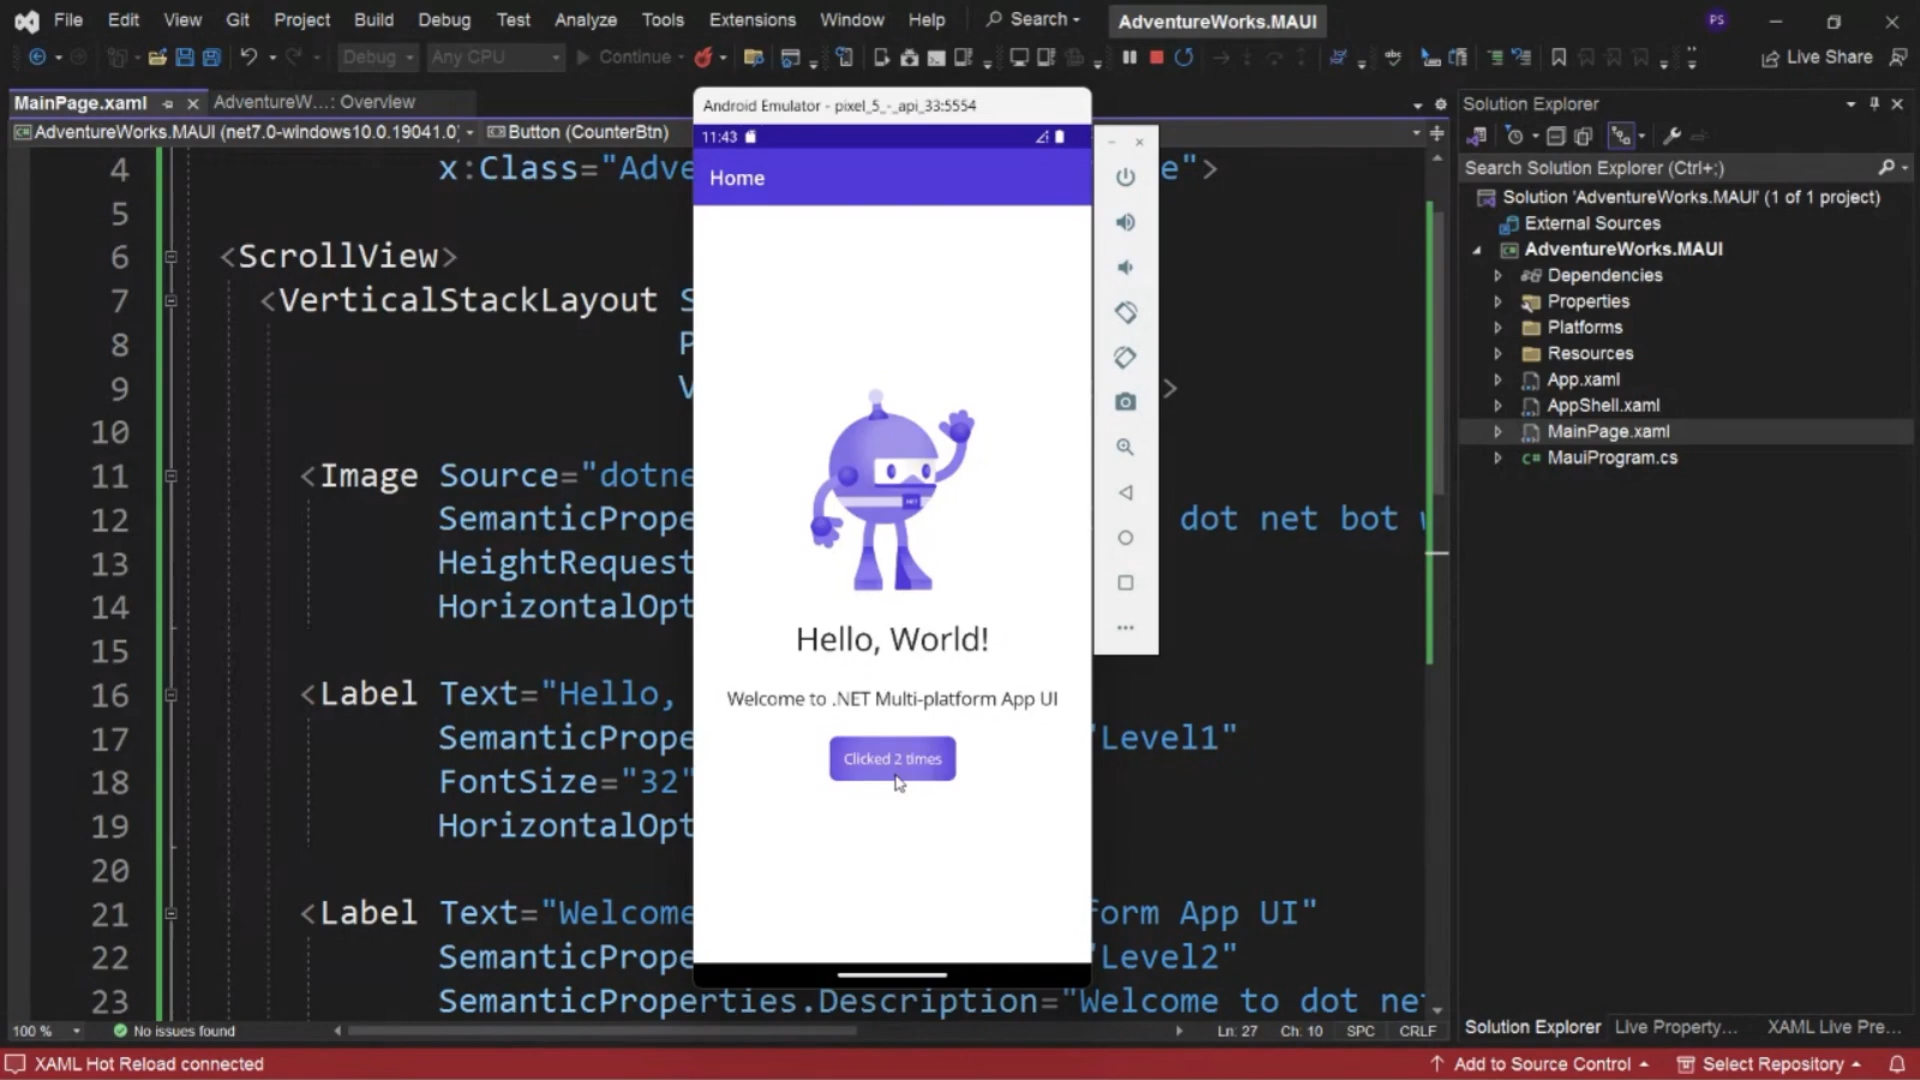 File Edit View Git Project Build Debug Test Analyze Tools Extensions Window Help Search AdventureWorks.MAUI PS
Debug Any CPU Continue Live Share
MainPage.xaml AdventureW...: Overview
AdventureWorks.MAUI (net7.0-windows10.0.19041.0) Button (CounterBtn)
4 x:Class="Adve e">
5
6 <ScrollView>
7 <VerticalStackLayout S
8 P
9 V >
10
11 <Image Source="dotne
12 SemanticPrope dot net bot
13 HeightRequest
14 HorizontalOpt
15
16 <Label Text="Hello,
17 SemanticPrope "Level1"
18 FontSize="32"
19 HorizontalOpt
20
21 <Label Text="Welcome form App UI"
22 SemanticPrope "Level2"
23 SemanticProperties.Description="Welcome to dot net
Android Emulator - pixel_5_-_api_33:5554
11:43
Home
.NET
Hello, World!
Welcome to .NET Multi-platform App UI
Clicked 2 times
Solution Explorer
Search Solution Explorer (Ctrl+;)
Solution 'AdventureWorks.MAUI' (1 of 1 project)
External Sources
AdventureWorks.MAUI
Dependencies
Properties
Platforms
Resources
App.xaml
AppShell.xaml
MainPage.xaml
C# MauiProgram.cs
100 % No issues found Ln: 27 Ch: 10 SPC CRLF
Solution Explorer Live Property... XAML Live Pre...
XAML Hot Reload connected Add to Source Control Select Repository